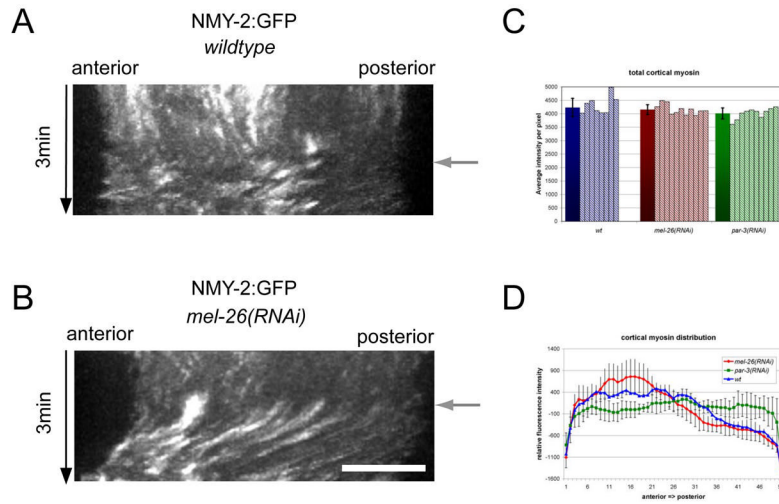 A
NMY-2:GFP
wildtype
anterior
posterior
3min
B
NMY-2:GFP
mel-26(RNAi)
anterior
posterior
3min
C
total cortical myosin
Average intensity per pixel
5000
4500
4000
3500
3000
2500
2000
1500
1000
500
0
wt
mel-26(RNAi)
par-3(RNAi)
D
cortical myosin distribution
relative fluorescence intensity
1400
900
400
-100
-600
-1100
-1600
mel-26(RNAi)
par-3(RNAi)
wt
1 6 11 16 21 26 31 36 41 46
anterior => posterior